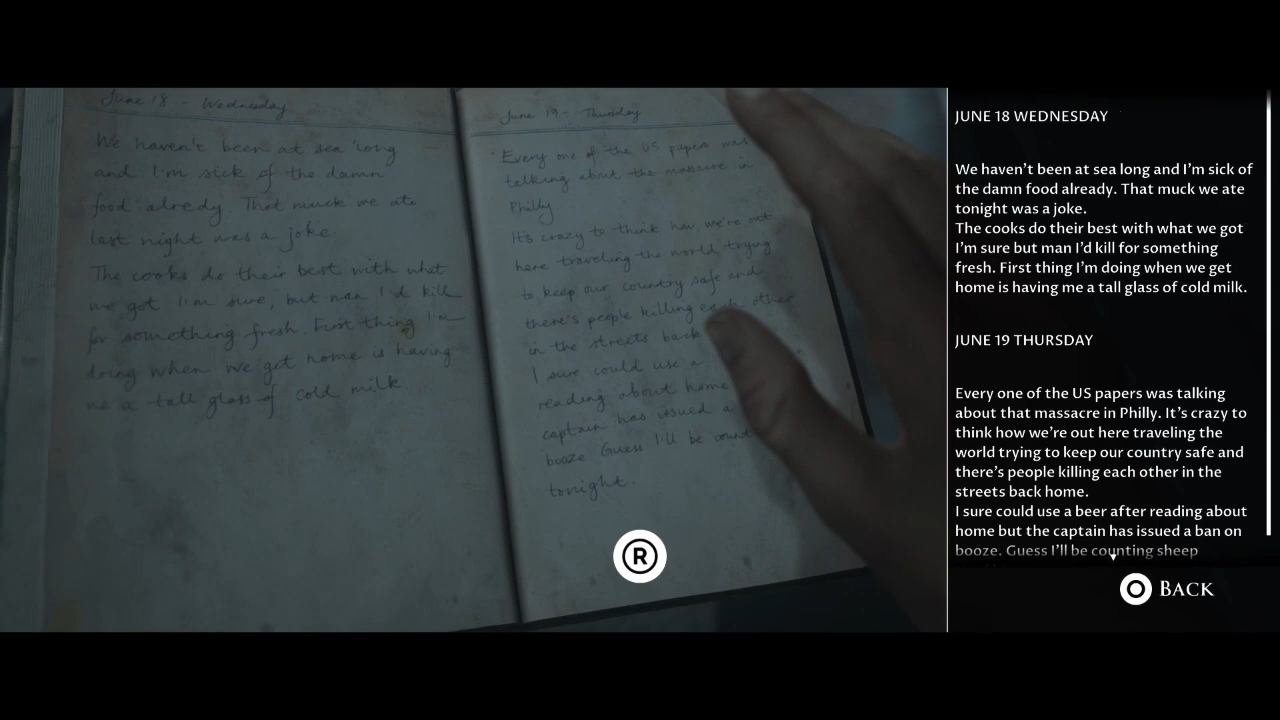 June 18 - Wednesday
We haven't been at sea long
and I'm sick of the damn
food alredy. That muck we ate
last night was a joke.
The cooks do their best with what
we got I'm sure, but man I'd kill
for something fresh. First thing I'm
doing when we get home is having
me a tall glass of cold milk.
June 19 - Thursday
Every one of the US papers was
talking about the massacre in
Philly
It's crazy to think how we're out
here traveling the world trying
to keep our country safe and
there's people killing each other
in the streets back
I sure could use a
reading about home
captain has issued a
booze Guess I'll be
tonight.
R
JUNE 18 WEDNESDAY
We haven't been at sea long and I'm sick of
the damn food already. That muck we ate
tonight was a joke.
The cooks do their best with what we got
I'm sure but man I'd kill for something
fresh. First thing I'm doing when we get
home is having me a tall glass of cold milk.
JUNE 19 THURSDAY
Every one of the US papers was talking
about that massacre in Philly. It's crazy to
think how we're out here traveling the
world trying to keep our country safe and
there's people killing each other in the
streets back home.
I sure could use a beer after reading about
home but the captain has issued a ban on
booze. Guess I'll be counting sheep
BACK